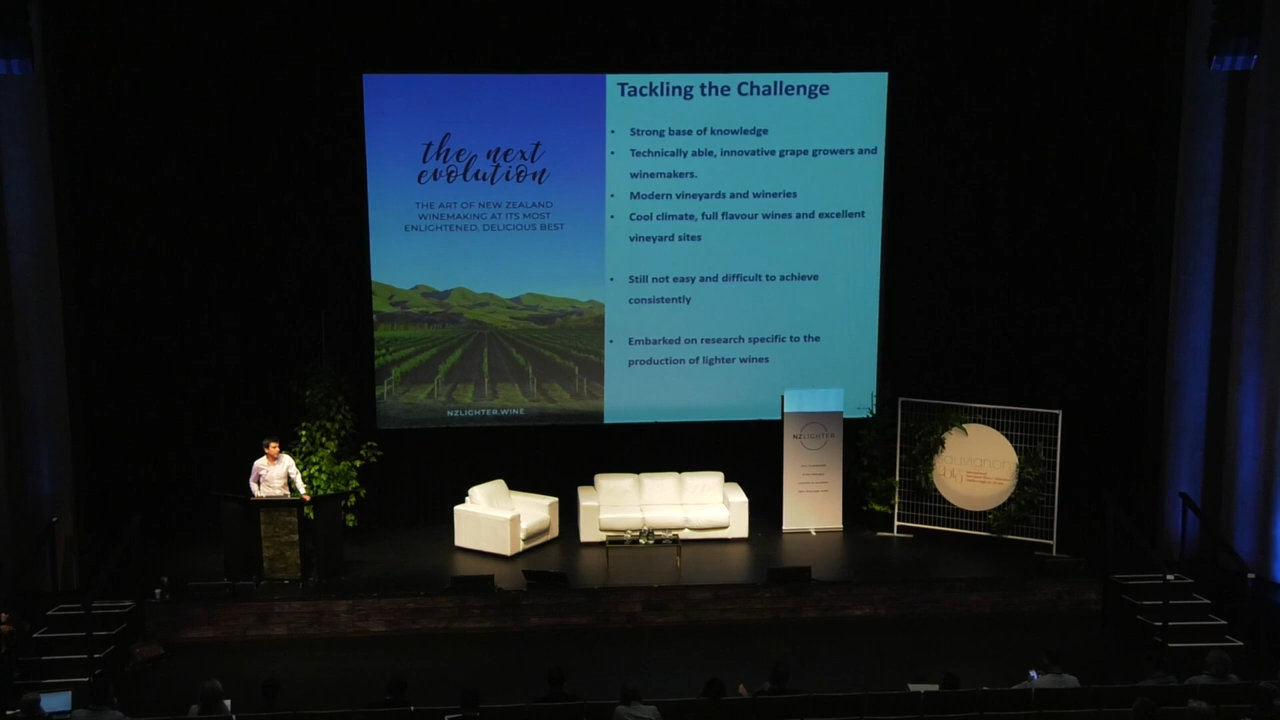 the next
evolution
THE ART OF NEW ZEALAND
WINEMAKING AT ITS MOST
ENLIGHTENED, DELICIOUS BEST
NZLIGHTER.WINE
Tackling the Challenge
• Strong base of knowledge
• Technically able, innovative grape growers and
winemakers.
• Modern vineyards and wineries
• Cool climate, full flavour wines and excellent
vineyard sites
• Still not easy and difficult to achieve
consistently
• Embarked on research specific to the
production of lighter wines
NZLIGHTER
sauvignon